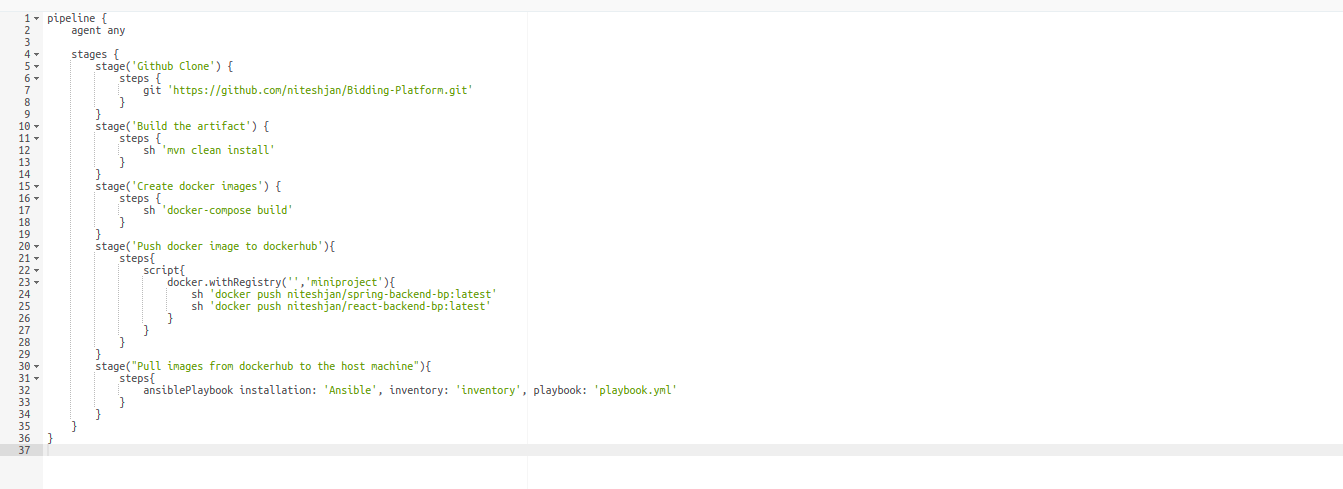 1 pipeline {
2     agent any
3
4     stages {
5         stage('Github Clone') {
6             steps {
7                 git 'https://github.com/niteshjan/Bidding-Platform.git'
8             }
9         }
10         stage('Build the artifact') {
11             steps {
12                 sh 'mvn clean install'
13             }
14         }
15         stage('Create docker images') {
16             steps {
17                 sh 'docker-compose build'
18             }
19         }
20         stage('Push docker image to dockerhub'){
21             steps{
22                 script{
23                     docker.withRegistry('','miniproject'){
24                         sh 'docker push niteshjan/spring-backend-bp:latest'
25                         sh 'docker push niteshjan/react-backend-bp:latest'
26                     }
27                 }
28             }
29         }
30         stage("Pull images from dockerhub to the host machine"){
31             steps{
32                 ansiblePlaybook installation: 'Ansible', inventory: 'inventory', playbook: 'playbook.yml'
33             }
34         }
35     }
36 }
37